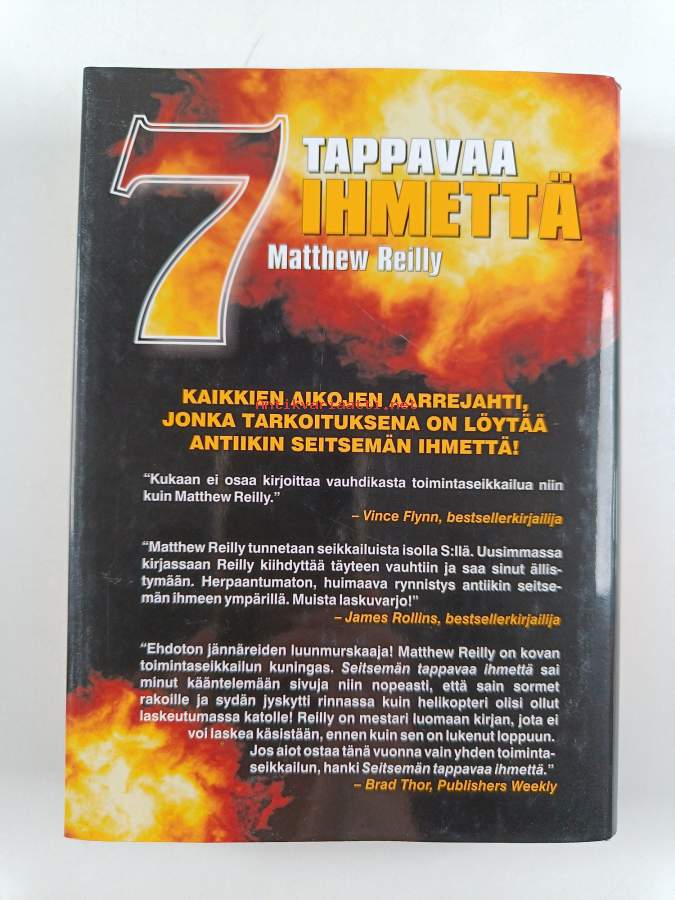 7 TAPPAVAA
IHMETTÄ
Matthew Reilly
KAIKKIEN AIKOJEN AARREJAHTI,
Antikvariaatti.net
JONKA TARKOITUKSENA ON LÖYTÄÄ
ANTIIKIN SEITSEMÄN IHMETTÄ!
“Kukaan ei osaa kirjoittaa vauhdikasta toimintaseikkailua niin
kuin Matthew Reilly.”
– Vince Flynn, bestsellerkirjailija
“Matthew Reilly tunnetaan seikkailuista isolla S:llä. Uusimmassa
kirjassaan Reilly kiihdyttää täyteen vauhtiin ja saa sinut ällis-
tymään. Herpaantumaton, huimaava rynnistys antiikin seitse-
män ihmeen ympärillä. Muista laskuvarjo!”
– James Rollins, bestsellerkirjailija
“Ehdoton jännäreiden luunmurskaaja! Matthew Reilly on kovan
toimintaseikkailun kuningas. Seitsemän tappavaa ihmettä sai
minut kääntelemään sivuja niin nopeasti, että sain sormet
rakoille ja sydän jyskytti rinnassa kuin helikopteri olisi ollut
laskeutumassa katolle! Reilly on mestari luomaan kirjan, jota ei
voi laskea käsistään, ennen kuin sen on lukenut loppuun.
Jos aiot ostaa tänä vuonna vain yhden toiminta-
seikkailun, hanki Seitsemän tappavaa ihmettä.”
– Brad Thor, Publishers Weekly